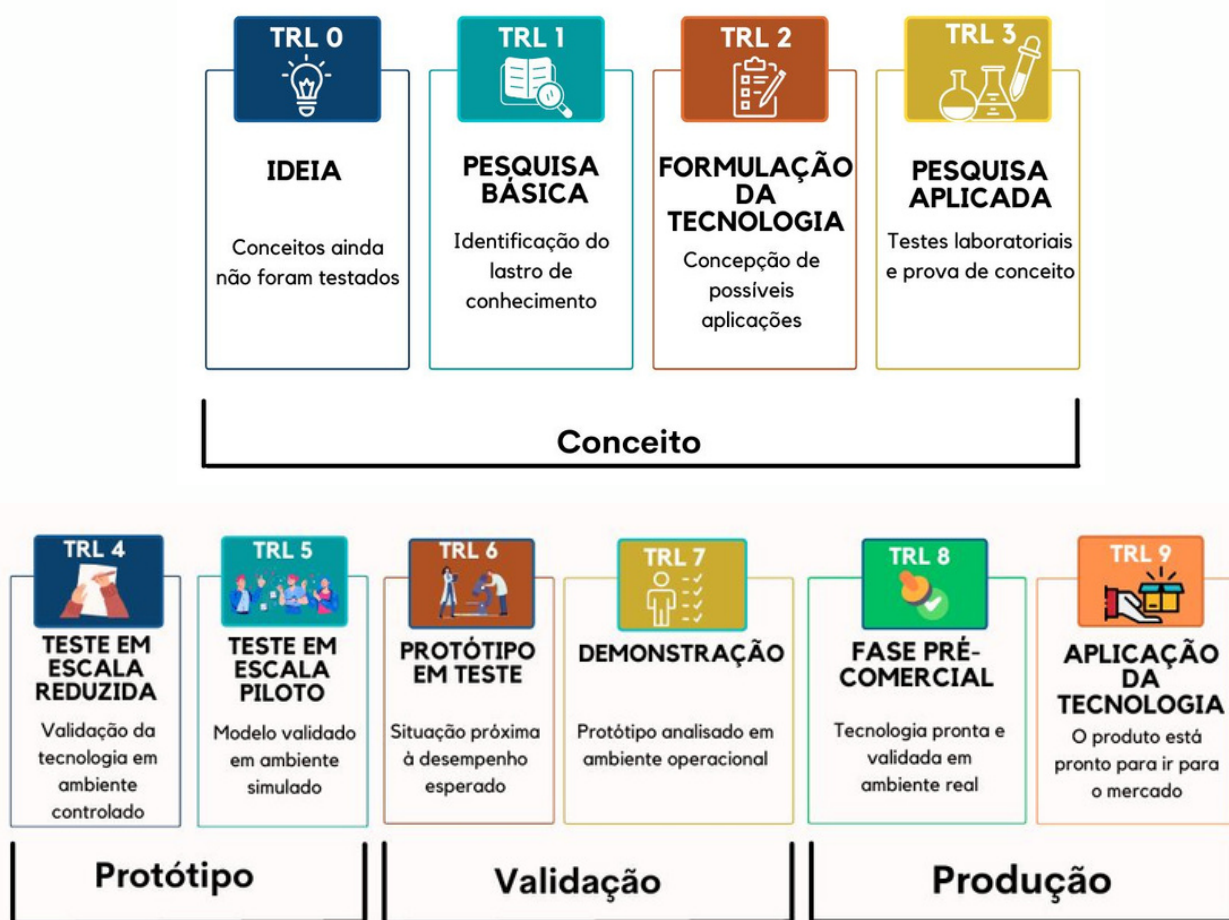 TRL 0
IDEIA
Conceitos ainda
não foram testados
TRL 1
PESQUISA
BÁSICA
Identificação do
lastro de
conhecimento
TRL 2
FORMULAÇÃO
DA
TECNOLOGIA
Concepção de
possíveis
aplicações
TRL 3
PESQUISA
APLICADA
Testes laboratoriais
e prova de conceito
Conceito
TRL 4
TESTE EM
ESCALA
REDUZIDA
Validação da
tecnologia em
ambiente
controlado
TRL 5
TESTE EM
ESCALA
PILOTO
Modelo validado
em ambiente
simulado
Protótipo
TRL 6
PROTÓTIPO
EM TESTE
Situação próxima
à desempenho
esperado
TRL 7
DEMONSTRAÇÃO
Protótipo analisado em
ambiente operacional
Validação
TRL 8
FASE PRÉ-
COMERCIAL
Tecnologia pronta e
validada em
ambiente real
TRL 9
APLICAÇÃO
DA
TECNOLOGIA
O produto está
pronto para ir para
o mercado
Produção